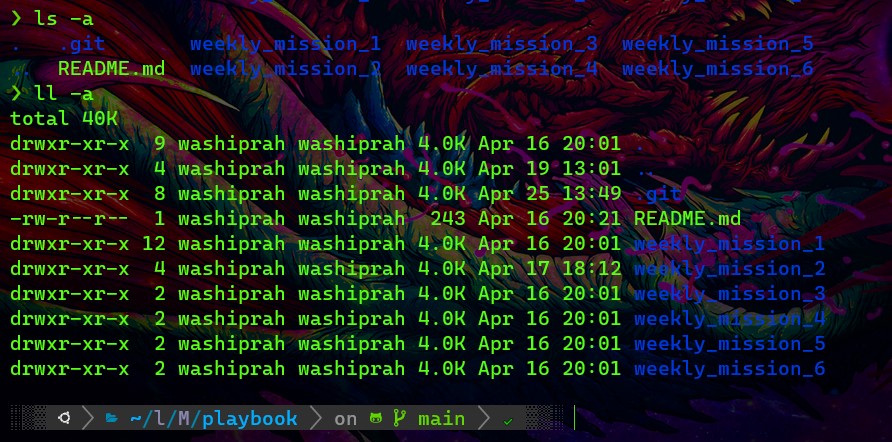 ❯ ls -a
.   .git       weekly_mission_1  weekly_mission_3  weekly_mission_5
..  README.md  weekly_mission_2  weekly_mission_4  weekly_mission_6
❯ ll -a
total 40K
drwxr-xr-x  9 washiprah washiprah 4.0K Apr 16 20:01 .
drwxr-xr-x  4 washiprah washiprah 4.0K Apr 19 13:01 ..
drwxr-xr-x  8 washiprah washiprah 4.0K Apr 25 13:49 .git
-rw-r--r--  1 washiprah washiprah  243 Apr 16 20:21 README.md
drwxr-xr-x 12 washiprah washiprah 4.0K Apr 16 20:01 weekly_mission_1
drwxr-xr-x  4 washiprah washiprah 4.0K Apr 17 18:12 weekly_mission_2
drwxr-xr-x  2 washiprah washiprah 4.0K Apr 16 20:01 weekly_mission_3
drwxr-xr-x  2 washiprah washiprah 4.0K Apr 16 20:01 weekly_mission_4
drwxr-xr-x  2 washiprah washiprah 4.0K Apr 16 20:01 weekly_mission_5
drwxr-xr-x  2 washiprah washiprah 4.0K Apr 16 20:01 weekly_mission_6
~/l/M/playbook on main ✓